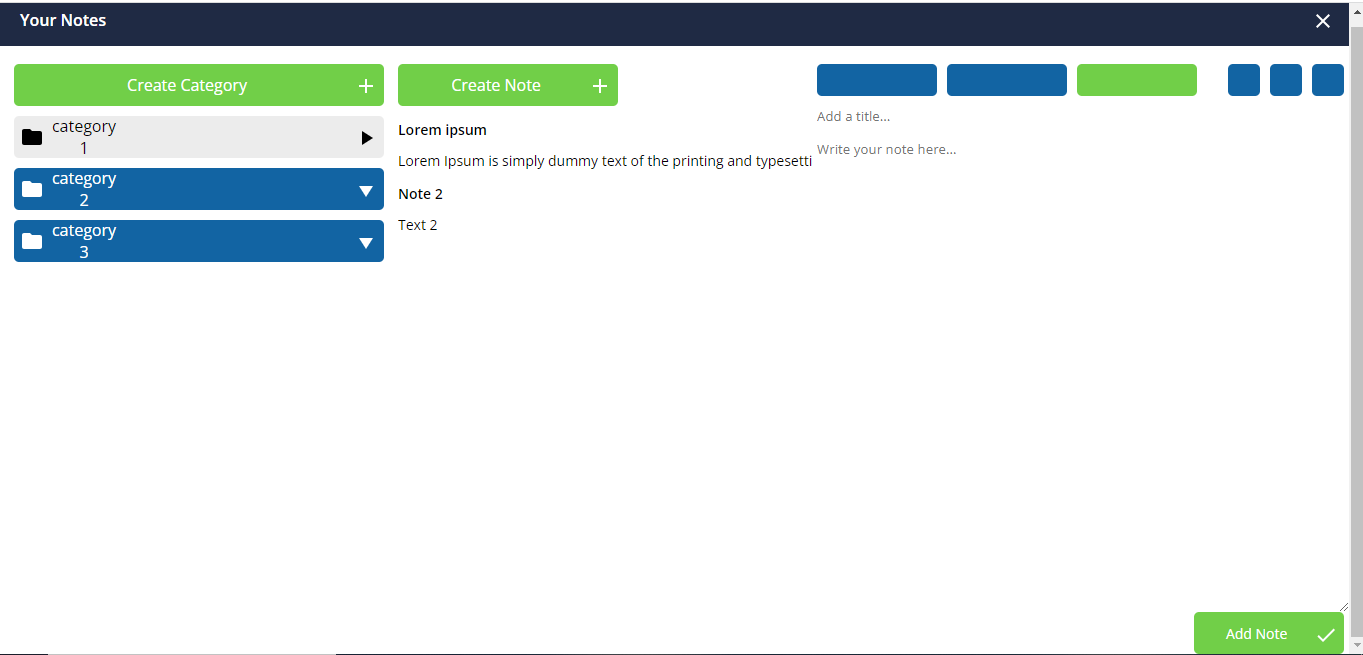 Your Notes
Create Category
Create Note
category
1
category
2
category
3
Lorem ipsum
Lorem Ipsum is simply dummy text of the printing and typesetti
Note 2
Text 2
Add a title...
Write your note here...
Add Note